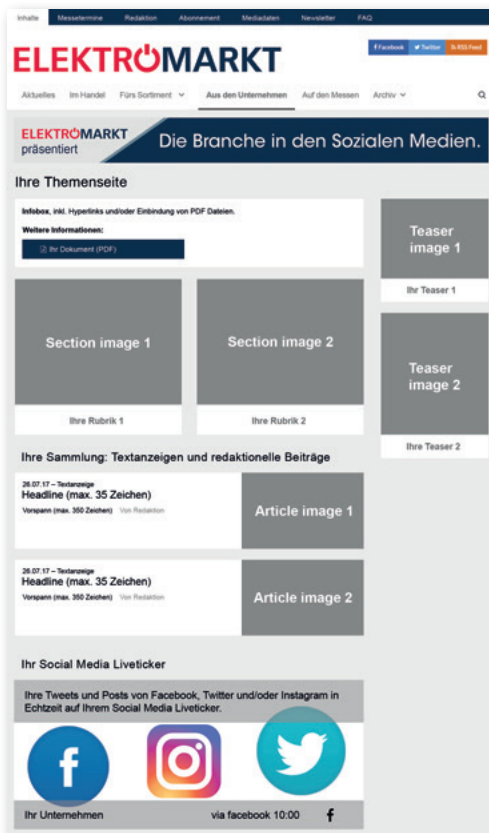 Inhalte Messetermine Redaktion Abonnement Mediadaten Newsletter FAQ
ELEKTROMARKT
Facebook Twitter RSS Feed
Aktuelles Im Handel Fürs Sortiment Aus den Unternehmen Auf den Messen Archiv
ELEKTROMARKT
präsentiert
Die Branche in den Sozialen Medien.
Ihre Themenseite
Infobox, inkl. Hyperlinks und/oder Einbindung von PDF Dateien.
Weitere Informationen:
Ihr Dokument (PDF)
Teaser
image 1
Ihr Teaser 1
Section image 1
Ihre Rubrik 1
Section image 2
Ihre Rubrik 2
Teaser
image 2
Ihre Teaser 2
Ihre Sammlung: Textanzeigen und redaktionelle Beiträge
26.07.17 – Textanzeige
Headline (max. 35 Zeichen)
Vorspann (max. 350 Zeichen) Von Redaktion
Article image 1
26.07.17 – Textanzeige
Headline (max. 35 Zeichen)
Vorspann (max. 350 Zeichen) Von Redaktion
Article image 2
Ihr Social Media Liveticker
Ihre Tweets und Posts von Facebook, Twitter und/oder Instagram in
Echtzeit auf Ihrem Social Media Liveticker.
Ihr Unternehmen via facebook 10:00